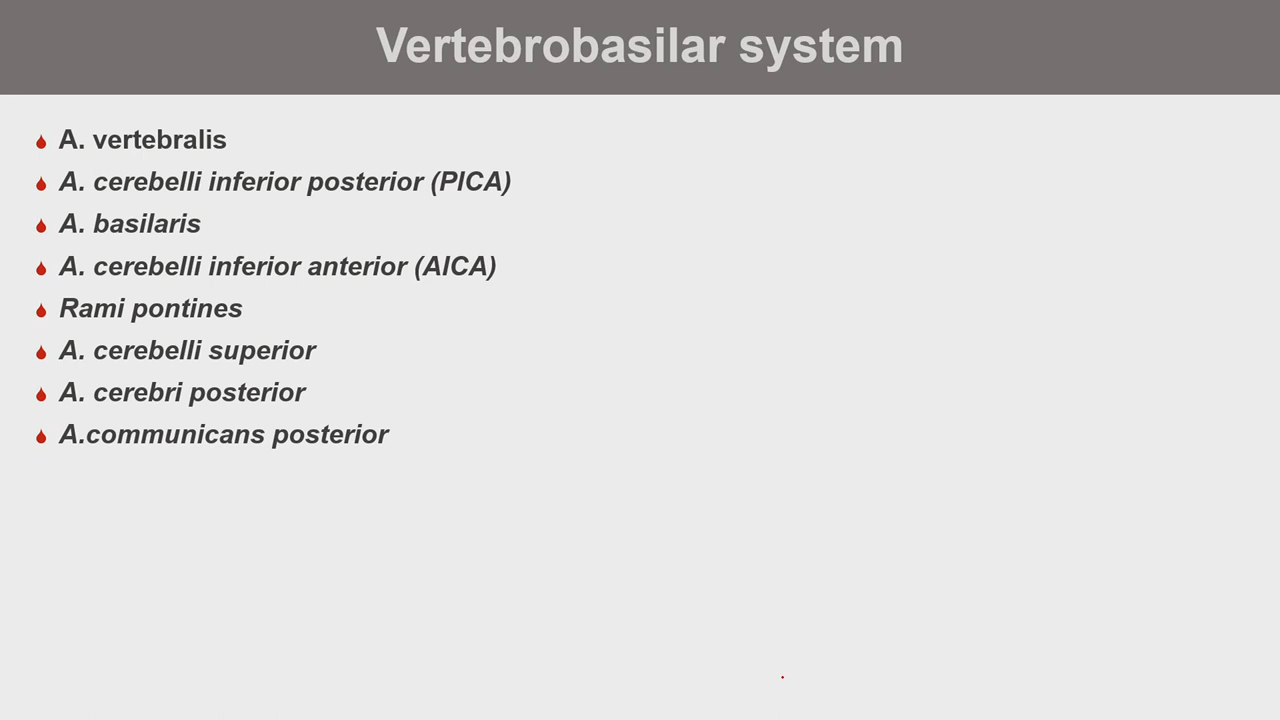 Vertebrobasilar system
A. vertebralis
A. cerebelli inferior posterior (PICA)
A. basilaris
A. cerebelli inferior anterior (AICA)
Rami pontines
A. cerebelli superior
A. cerebri posterior
A.communicans posterior